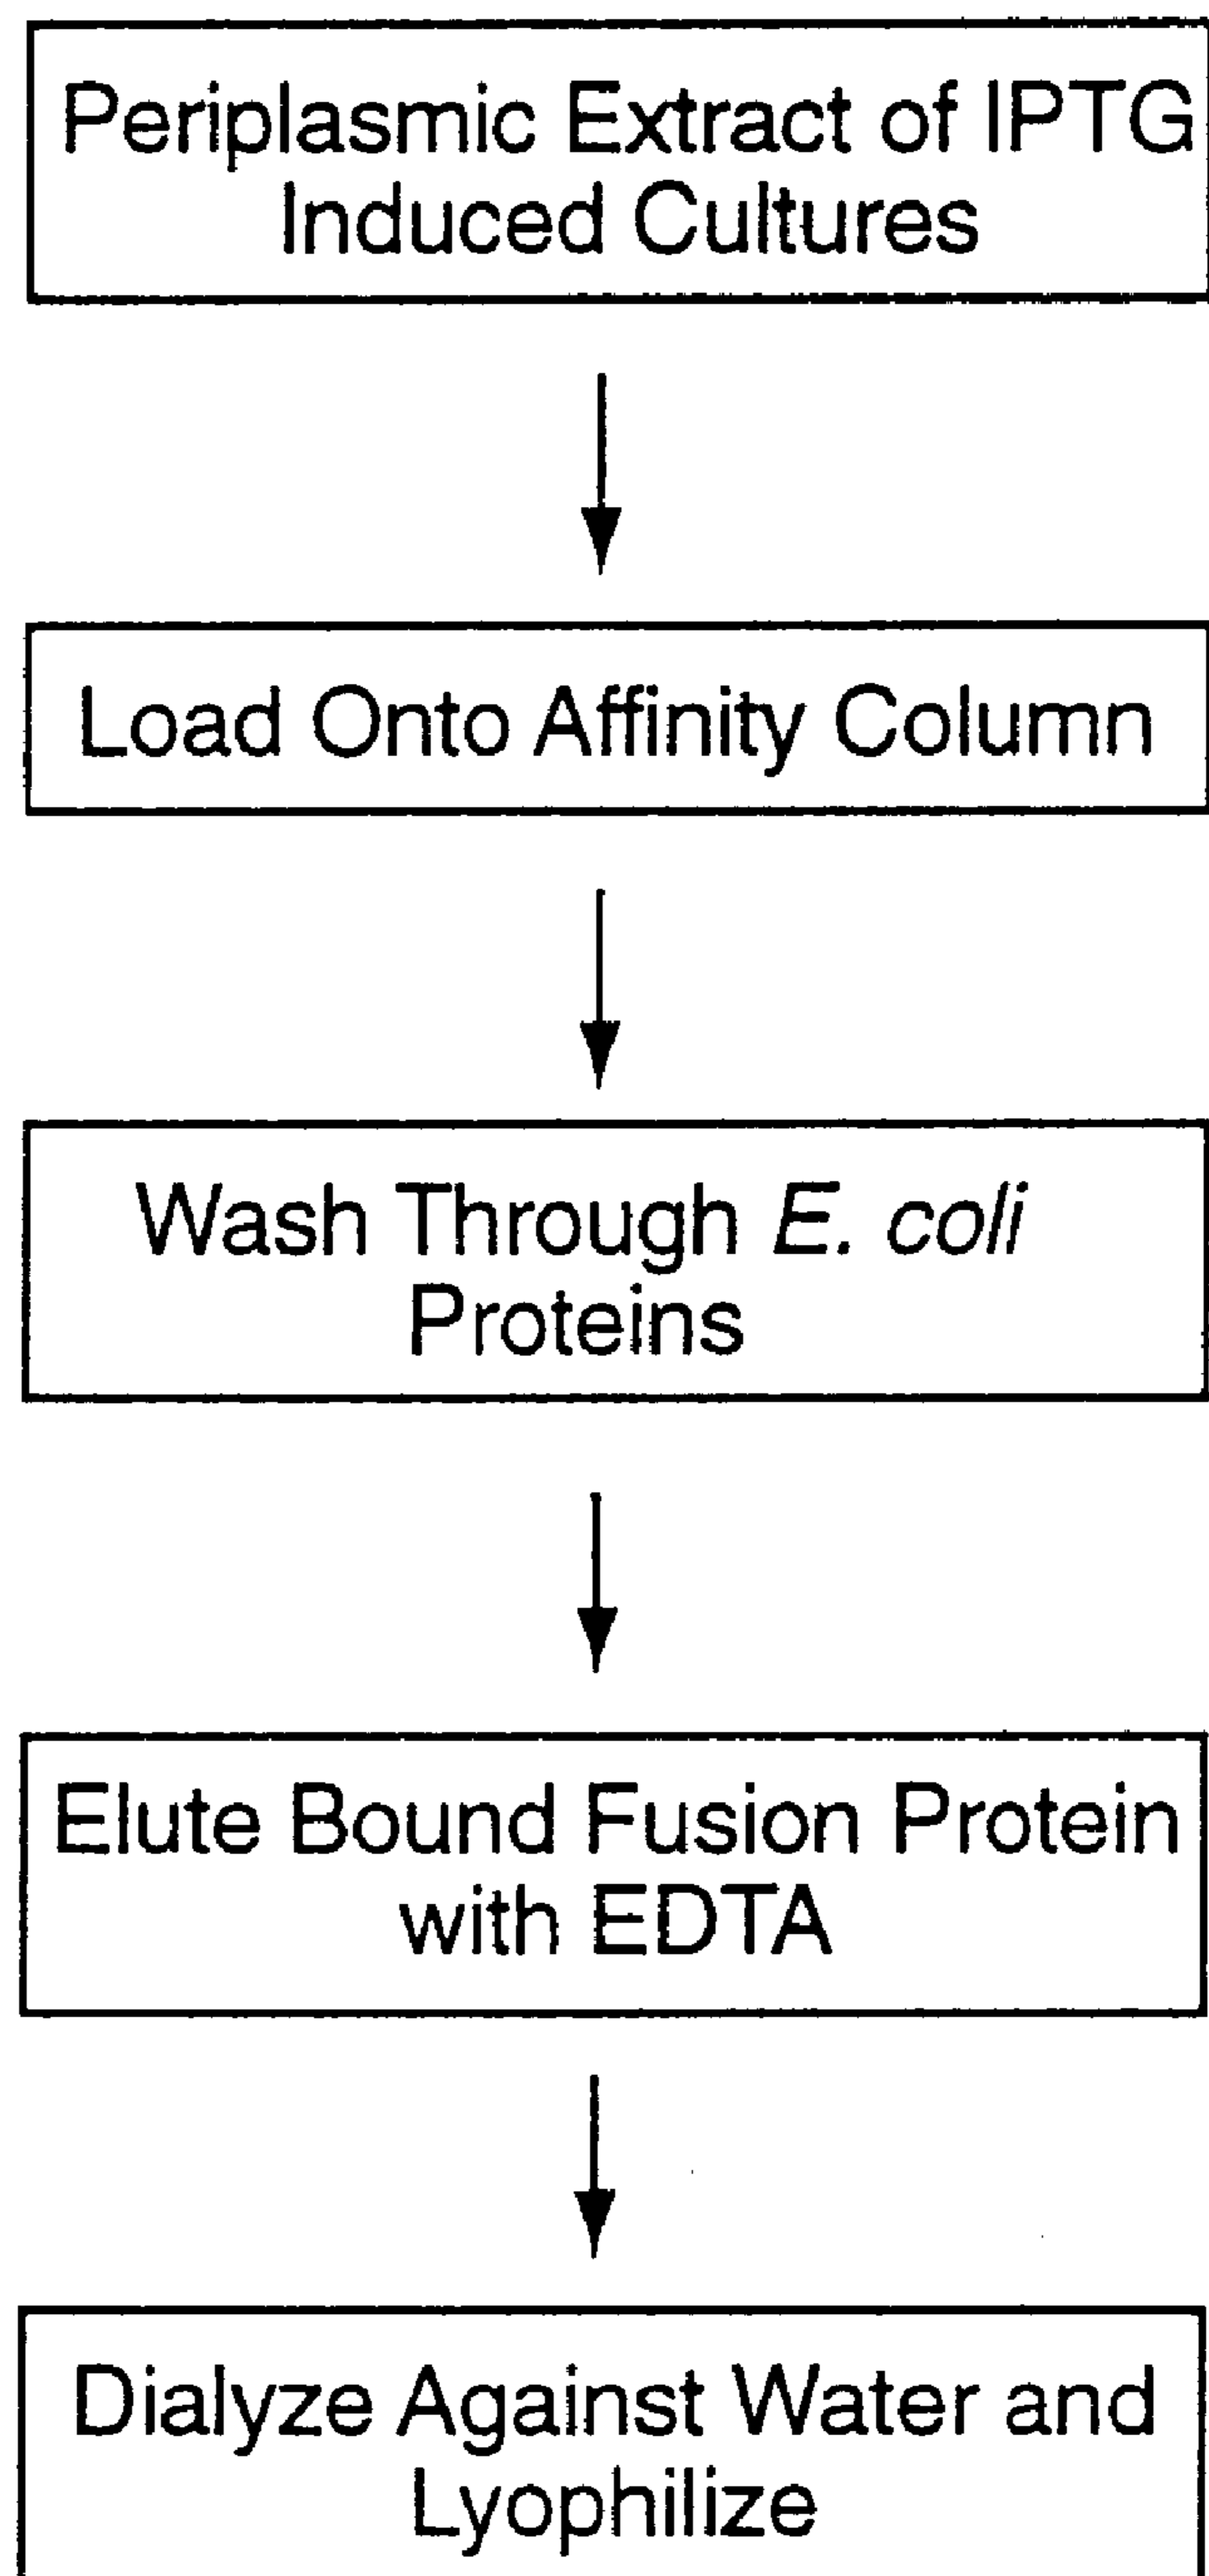 Periplasmic Extract of IPTG
Induced Cultures
Load Onto Affinity Column
Wash Through E. coli
Proteins
Elute Bound Fusion Protein
with EDTA
Dialyze Against Water and
Lyophilize